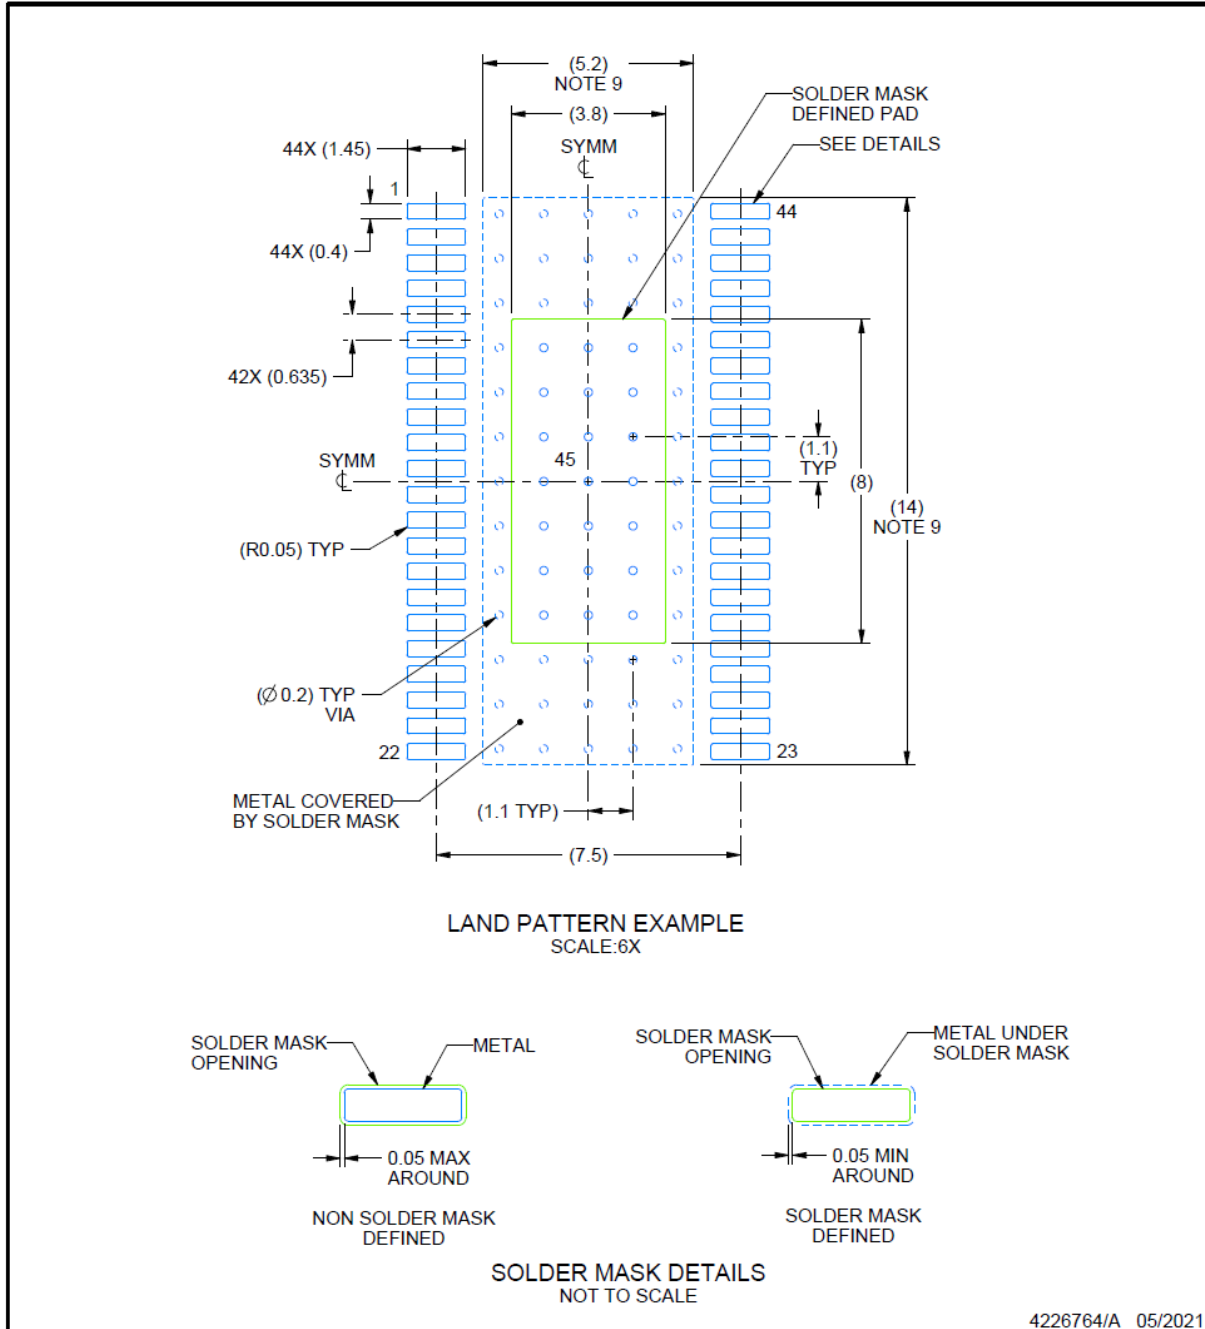 (5.2)
NOTE 9
(3.8)
SYMM
SOLDER MASK
DEFINED PAD
SEE DETAILS
44X (1.45)
1
44
44X (0.4)
42X (0.635)
SYMM
45
(1.1)
TYP
(8)
(14)
NOTE 9
(R0.05) TYP
(Ø 0.2) TYP
VIA
22
23
METAL COVERED
BY SOLDER MASK
(1.1 TYP)
(7.5)
LAND PATTERN EXAMPLE
SCALE:6X
SOLDER MASK
OPENING
METAL
0.05 MAX
AROUND
NON SOLDER MASK
DEFINED
SOLDER MASK
OPENING
METAL UNDER
SOLDER MASK
0.05 MIN
AROUND
SOLDER MASK
DEFINED
SOLDER MASK DETAILS
NOT TO SCALE
4226764/A 05/2021